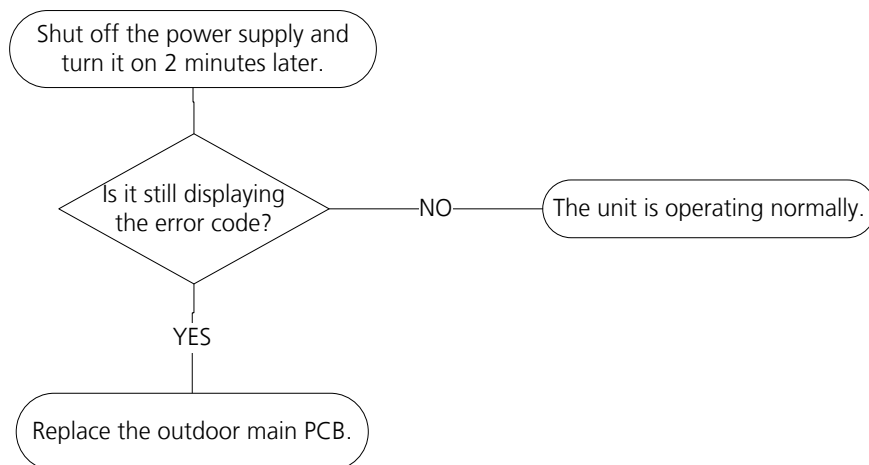 Shut off the power supply and
turn it on 2 minutes later.
Is it still displaying
the error code?
NO
The unit is operating normally.
YES
Replace the outdoor main PCB.